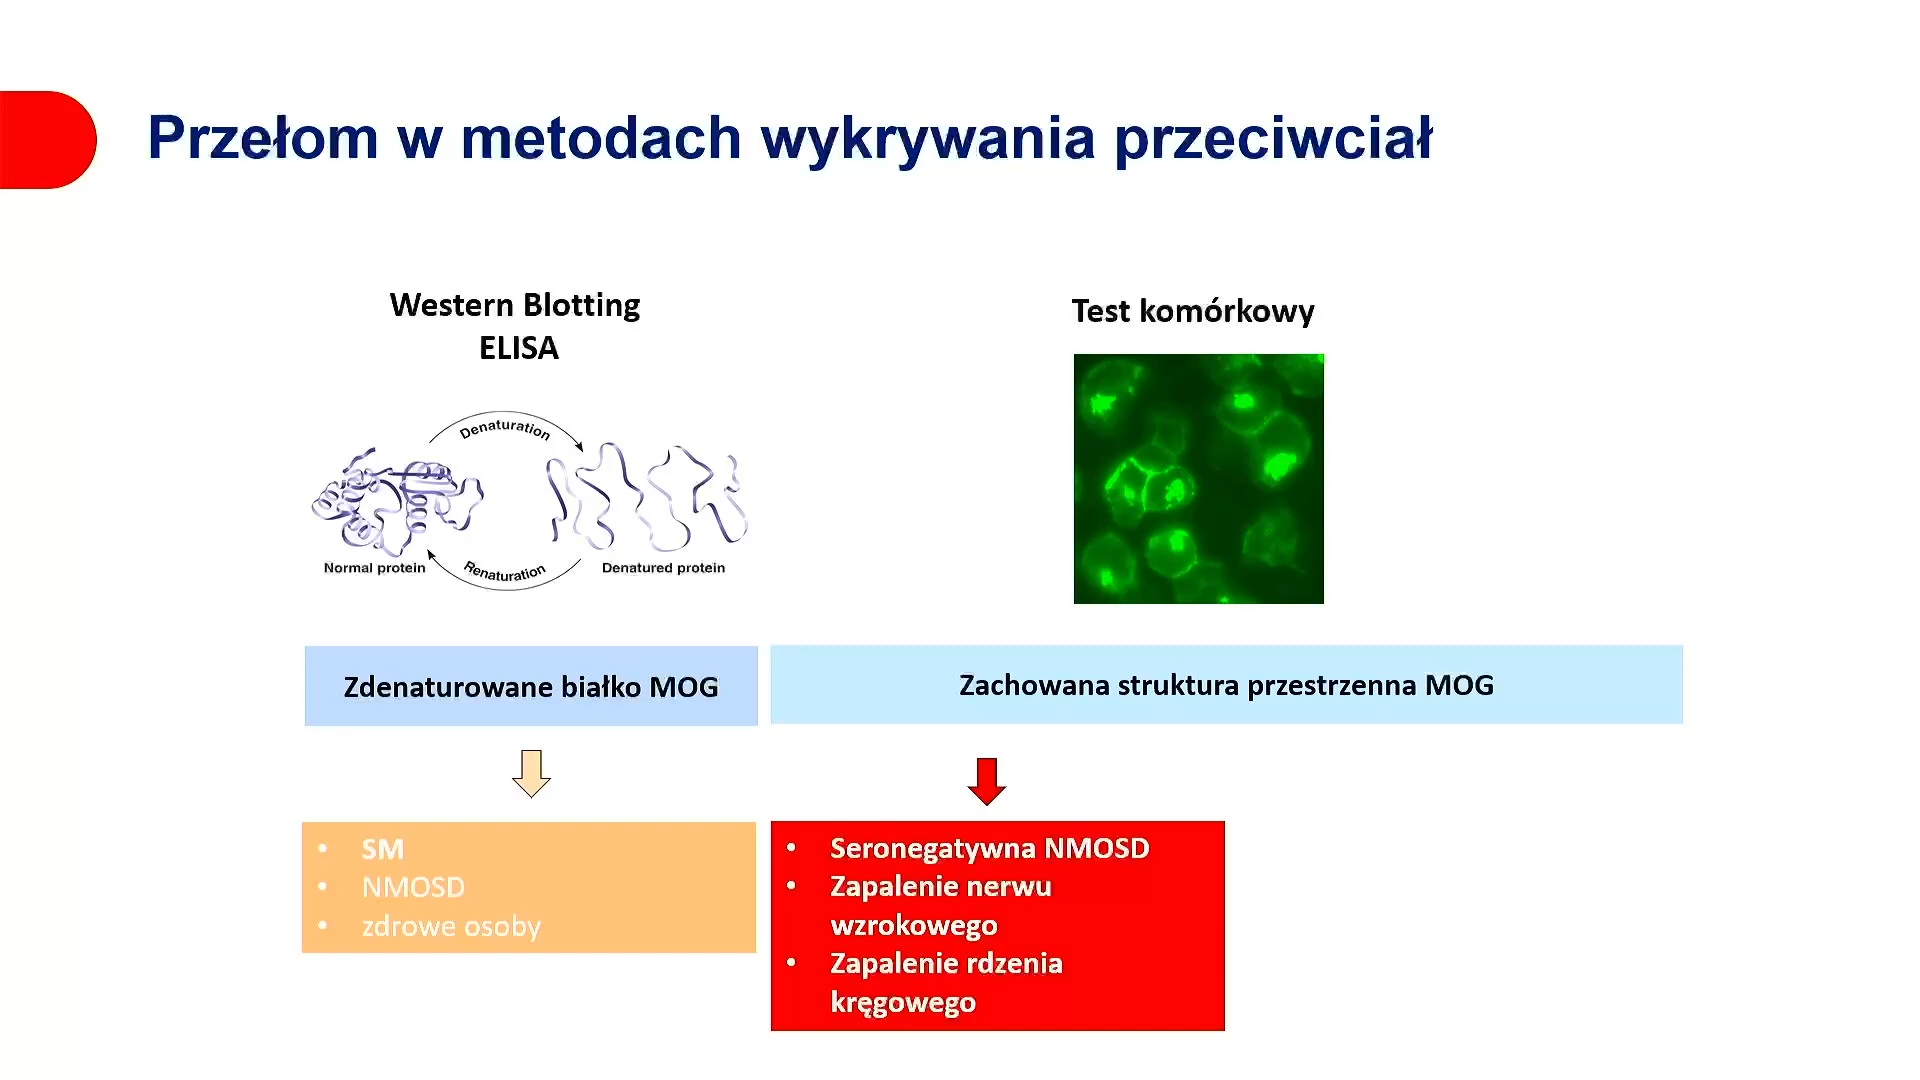 Przełom w metodach wykrywania przeciwciał
Western Blotting
ELISA
Denaturation
Normal protein
Renaturation
Denatured protein
Test komórkowy
Zdenaturowane białko MOG
Zachowana struktura przestrzenna MOG
• SM
• NMOSD
• zdrowe osoby
• Seronegatywna NMOSD
• Zapalenie nerwu
wzrokowego
• Zapalenie rdzenia
kręgowego